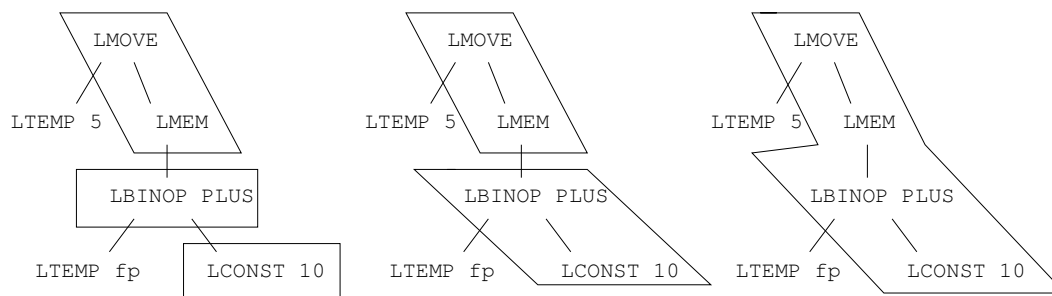 LMOVE LMOVE LMOVE
LTEMP 5 LMEM LTEMP 5 LMEM LTEMP 5 LMEM
LBINOP PLUS LBINOP PLUS LBINOP PLUS
LTEMP fp LCONST 10 LTEMP fp LCONST 10 LTEMP fp LCONST 10